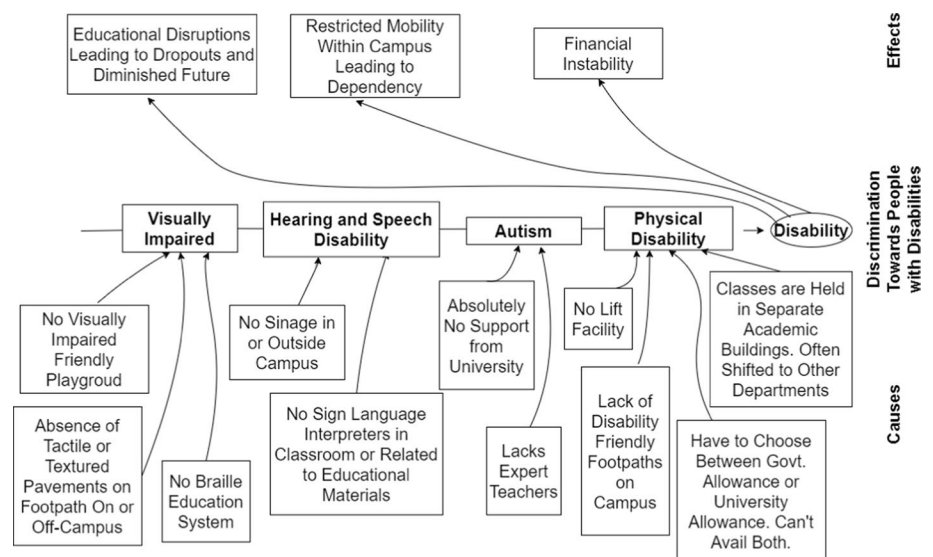 Educational Disruptions
Leading to Dropouts and
Diminished Future
Restricted Mobility
Within Campus
Leading to
Dependency
Financial
Instability
Effects
Visually
Impaired
Hearing and Speech
Disability
Autism
Physical
Disability
Disability
Discrimination
Towards People
with Disabilities
No Visually
Impaired
Friendly
Playgroud
No Sinage in
or Outside
Campus
Absolutely
No Support
from
University
No Lift
Facility
Classes are Held
in Separate
Academic
Buildings. Often
Shifted to Other
Departments
Absence of
Tactile or
Textured
Pavements on
Footpath On or
Off-Campus
No Braille
Education
System
No Sign Language
Interpreters in
Classroom or Related
to Educational
Materials
Lacks
Expert
Teachers
Lack of
Disability
Friendly
Footpaths
on
Campus
Have to Choose
Between Govt.
Allowance or
University
Allowance. Can't
Avail Both.
Causes